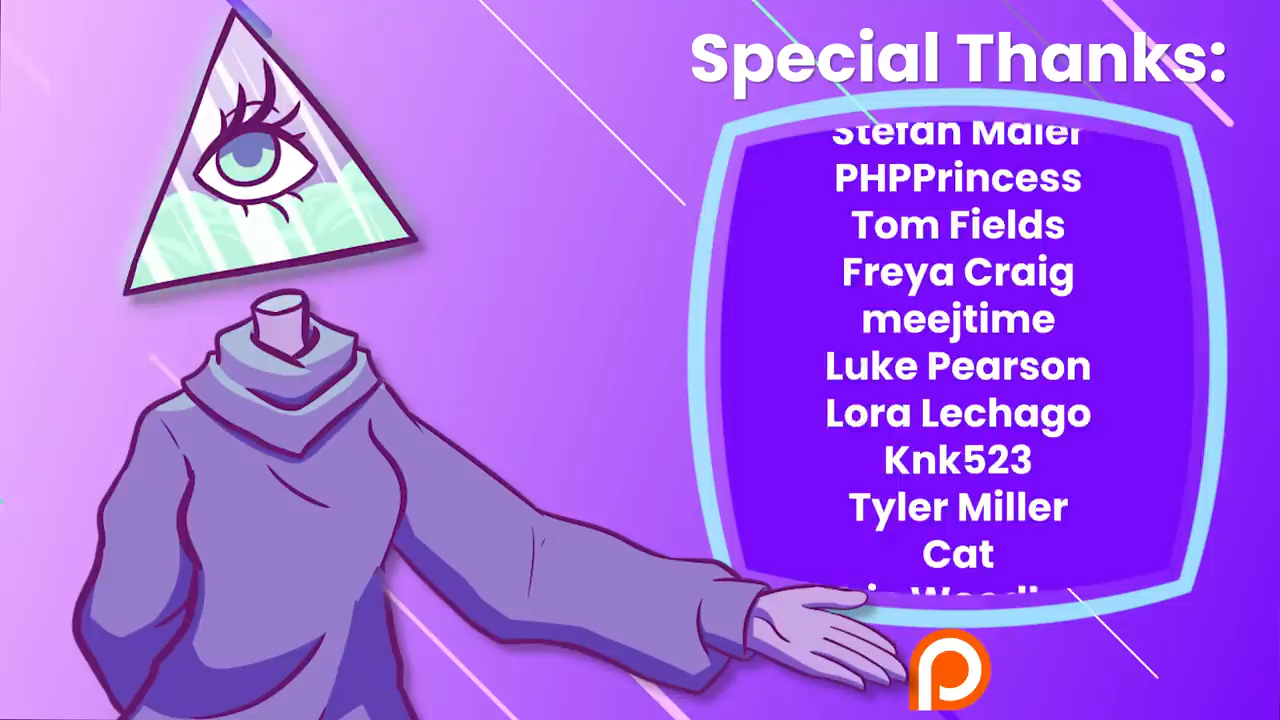 Special Thanks:
Stefan Maier
PHPPrincess
Tom Fields
Freya Craig
meejtime
Luke Pearson
Lora Lechago
Knk523
Tyler Miller
Cat